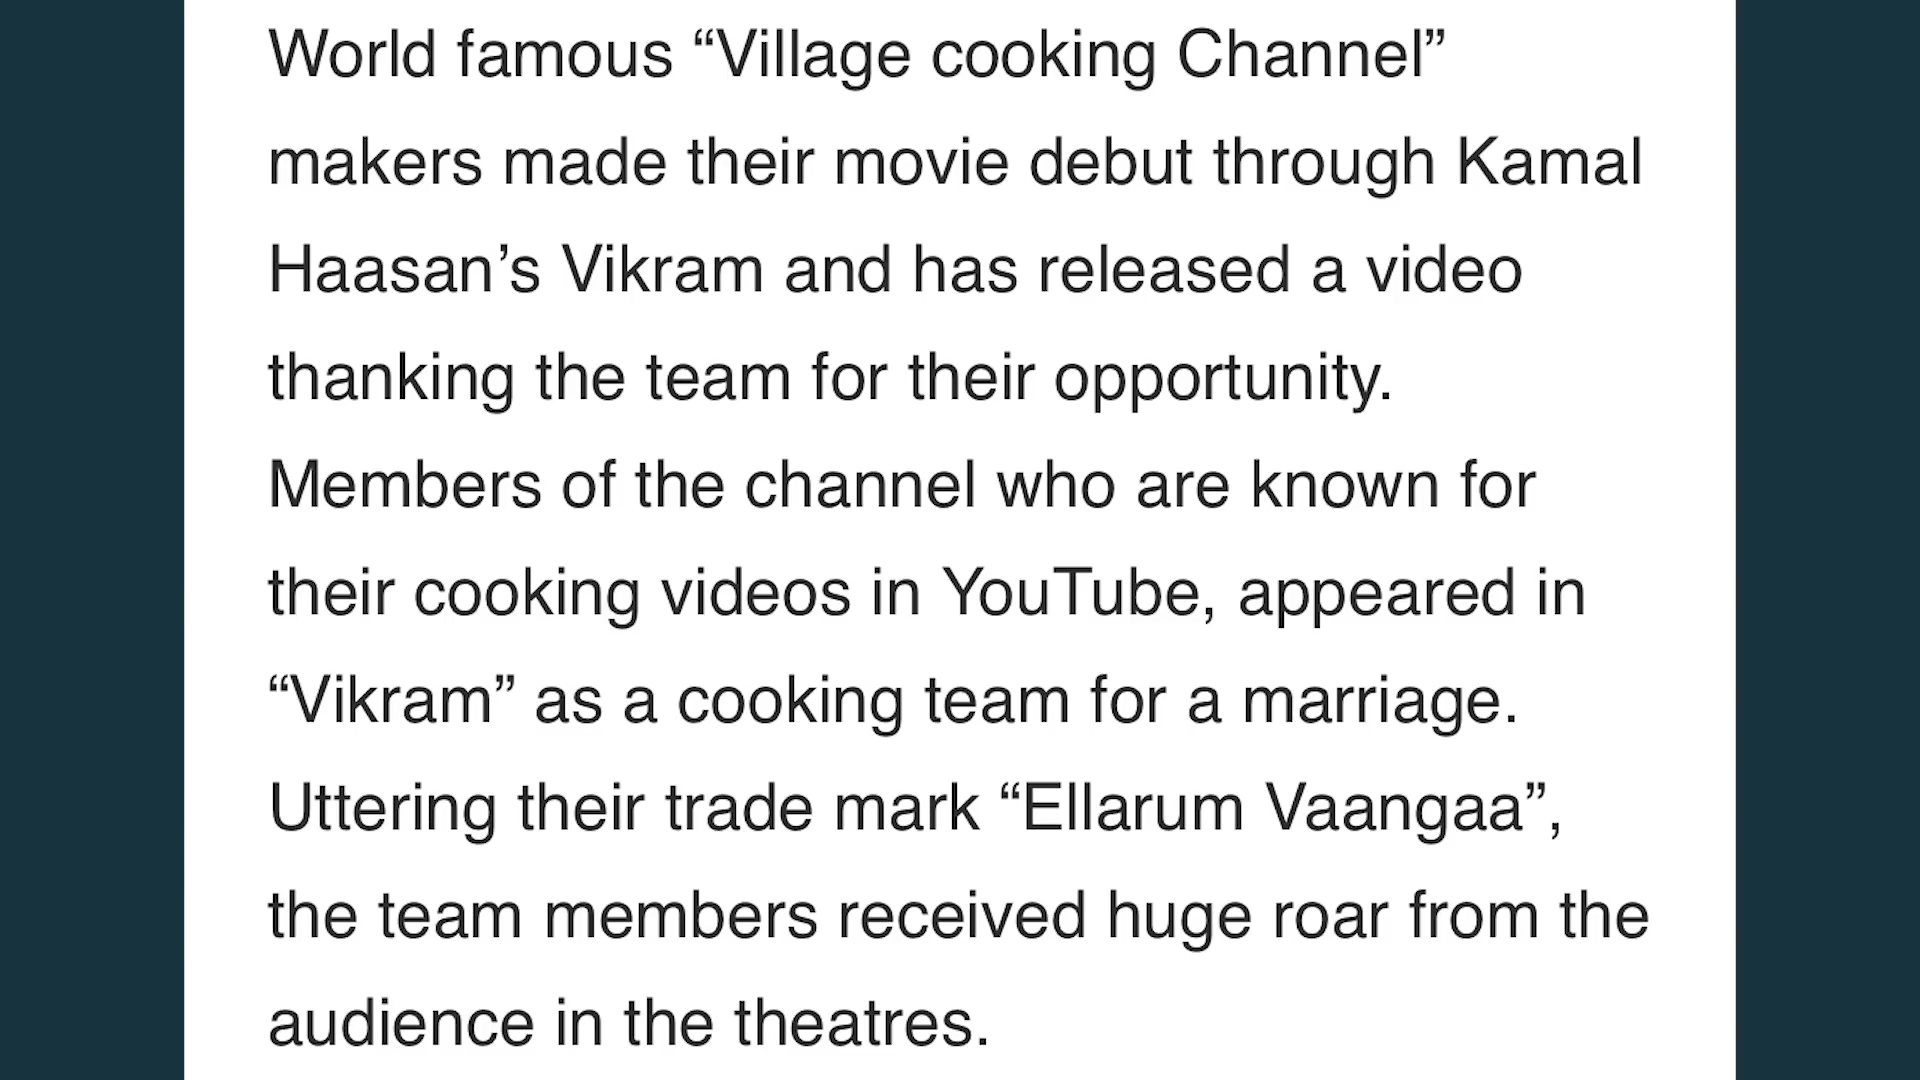 World famous “Village cooking Channel”
makers made their movie debut through Kamal
Haasan’s Vikram and has released a video
thanking the team for their opportunity.
Members of the channel who are known for
their cooking videos in YouTube, appeared in
“Vikram” as a cooking team for a marriage.
Uttering their trade mark “Ellarum Vaangaa”,
the team members received huge roar from the
audience in the theatres.